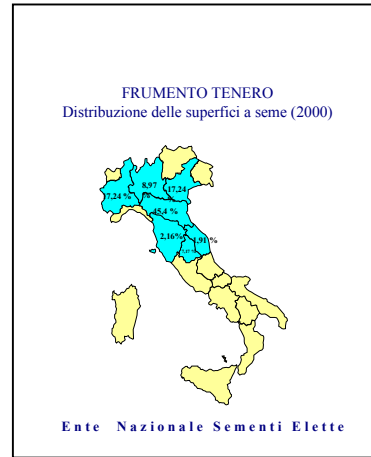 FRUMENTO TENERO
Distribuzione delle superfici a seme (2000)
8,97
%
17,24
7,24 %
45,4 %
2,16%
1,91 %
Ente Nazionale Sementi Elette